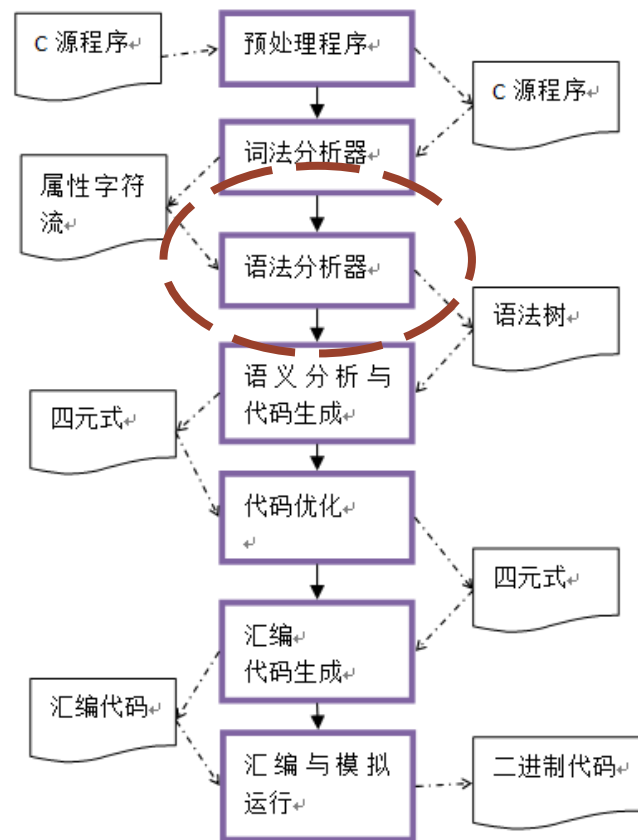 C 源程序↵
预处理程序↵
C 源程序↵
词法分析器↵
属性字符
流↵
语法分析器↵
语法树↵
语义分析与
代码生成↵
四元式↵
代码优化↵
↵
四元式↵
汇编↵
代码生成↵
汇编代码↵
汇编与模拟
运行↵
二进制代码↵